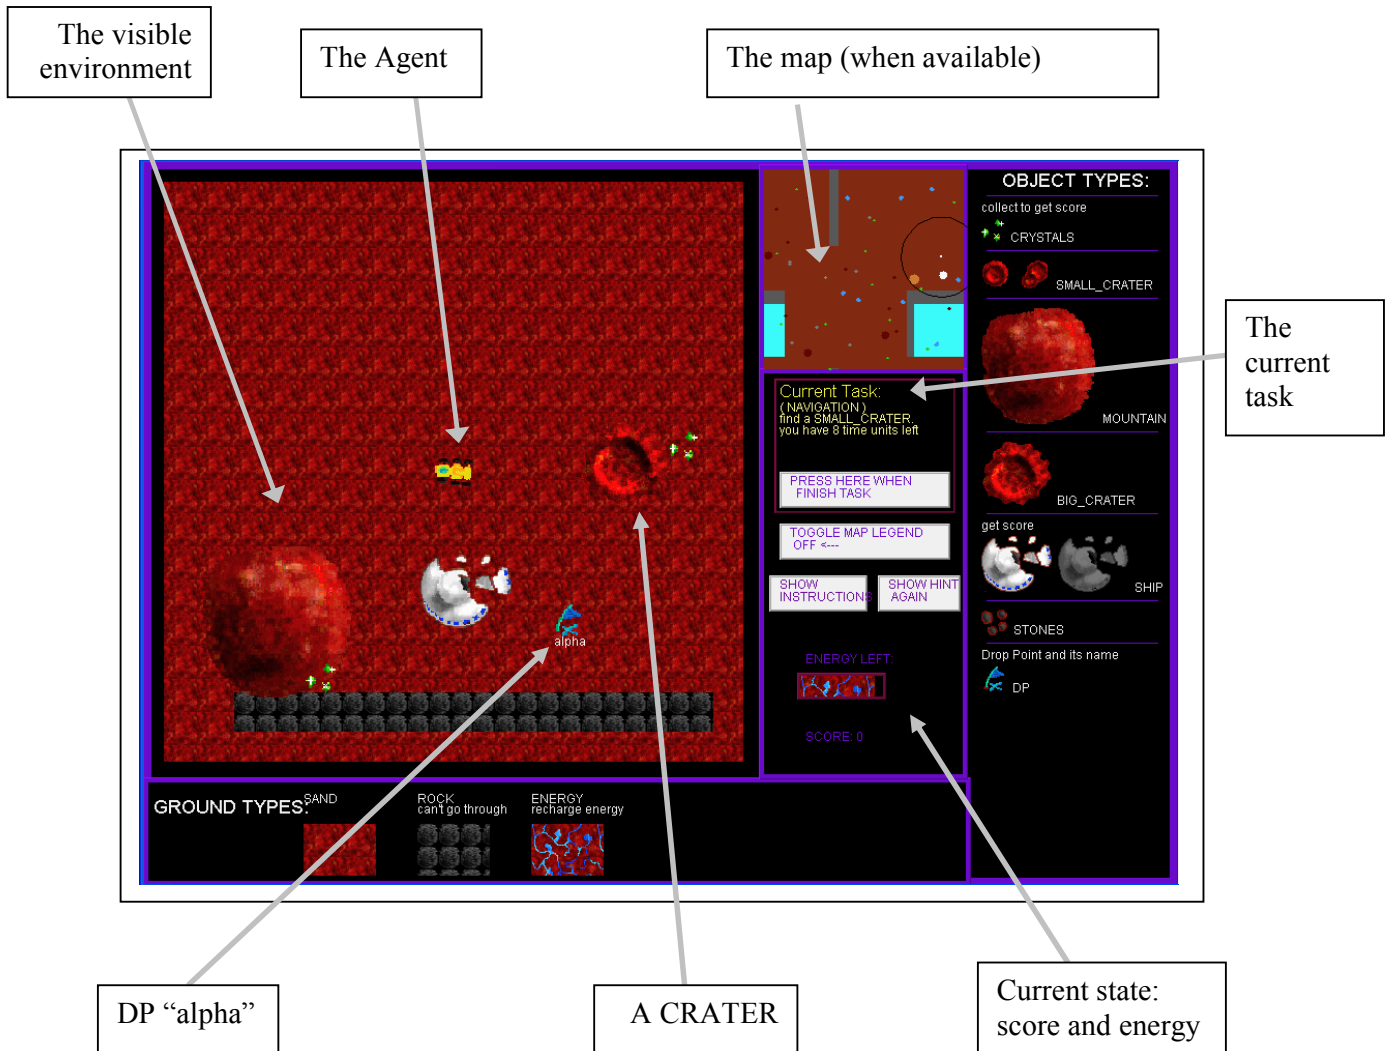 The visible
environment
The Agent
The map (when available)
OBJECT TYPES:
collect to get score
CRYSTALS
SMALL_CRATER
MOUNTAIN
BIG_CRATER
get score
SHIP
STONES
Drop Point and its name
DP
The
current
task
Current Task:
( NAVIGATION )
find a SMALL_CRATER.
you have 8 time units left
PRESS HERE WHEN
FINISH TASK
TOGGLE MAP LEGEND
OFF <---
SHOW
INSTRUCTIONS
SHOW HINT
AGAIN
ENERGY LEFT:
SCORE: 0
alpha
GROUND TYPES:
SAND
ROCK
can't go through
ENERGY
recharge energy
DP “alpha”
A CRATER
Current state:
score and energy